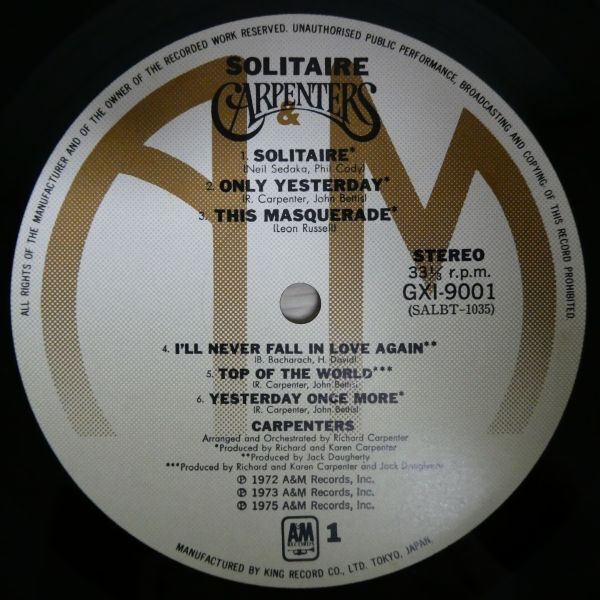 ALL RIGHTS OF THE MANUFACTURER AND OF THE OWNER OF THE RECORDED WORK RESERVED. UNAUTHORISED PUBLIC PERFORMANCE, BROADCASTING AND COPYING OF THIS RECORD PROHIBITED.
SOLITAIRE
CARPENTERS
&
1. SOLITAIRE*
(Neil Sedaka, Phil Cody)
2. ONLY YESTERDAY*
(R. Carpenter, John Bettis)
3. THIS MASQUERADE*
(Leon Russel)
STEREO
33⅓ r.p.m.
GXI-9001
(SALBT-1035)
4. I'LL NEVER FALL IN LOVE AGAIN**
(B. Bacharach, H. David)
5. TOP OF THE WORLD***
(R. Carpenter, John Bettis)
6. YESTERDAY ONCE MORE*
(R. Carpenter, John Bettis)
CARPENTERS
Arranged and Orchestrated by Richard Carpenter
*Produced by Richard and Karen Carpenter
**Produced by Jack Daugherty
***Produced by Richard and Karen Carpenter and Jack Daugherty
℗ 1972 A&M Records, Inc.
℗ 1973 A&M Records, Inc.
℗ 1975 A&M Records, Inc.
A&M RECORDS 1
MANUFACTURED BY KING RECORD CO., LTD. TOKYO, JAPAN.